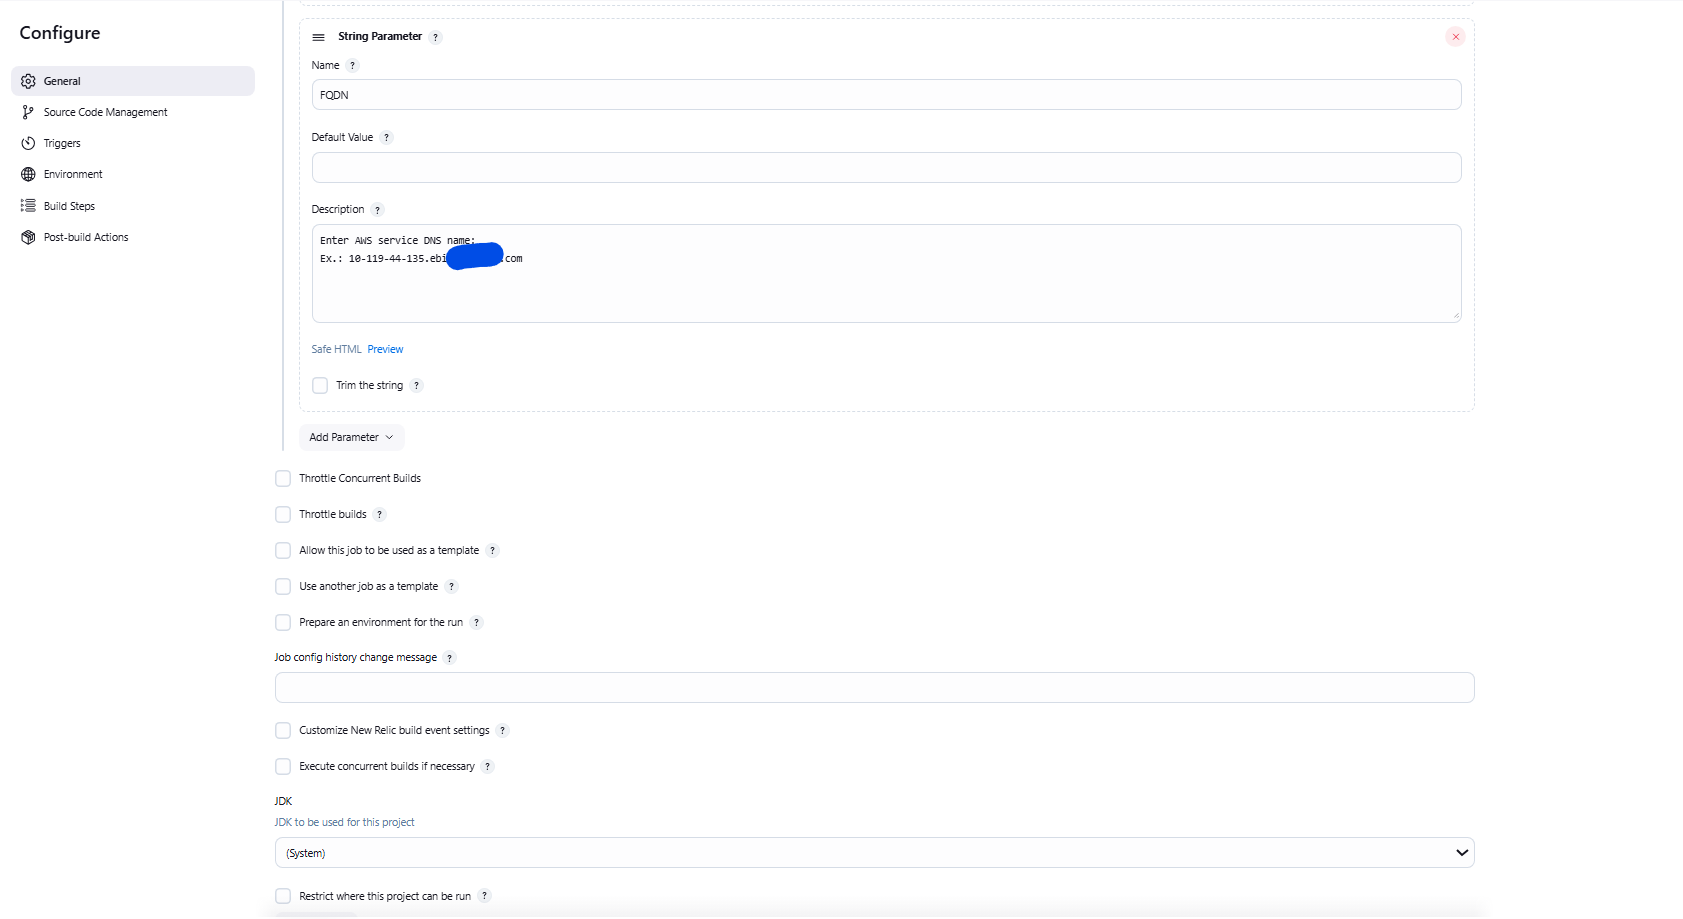 Configure
General
Source Code Management
Triggers
Environment
Build Steps
Post-build Actions
String Parameter ?
Name ?
FQDN
Default Value ?
Description ?
Enter AWS service DNS name:
Ex.: 10-119-44-135.ebi .com
Safe HTML Preview
Trim the string ?
Add Parameter
Throttle Concurrent Builds
Throttle builds ?
Allow this job to be used as a template ?
Use another job as a template ?
Prepare an environment for the run ?
Job config history change message ?
Customize New Relic build event settings ?
Execute concurrent builds if necessary ?
JDK
JDK to be used for this project
(System)
Restrict where this project can be run ?